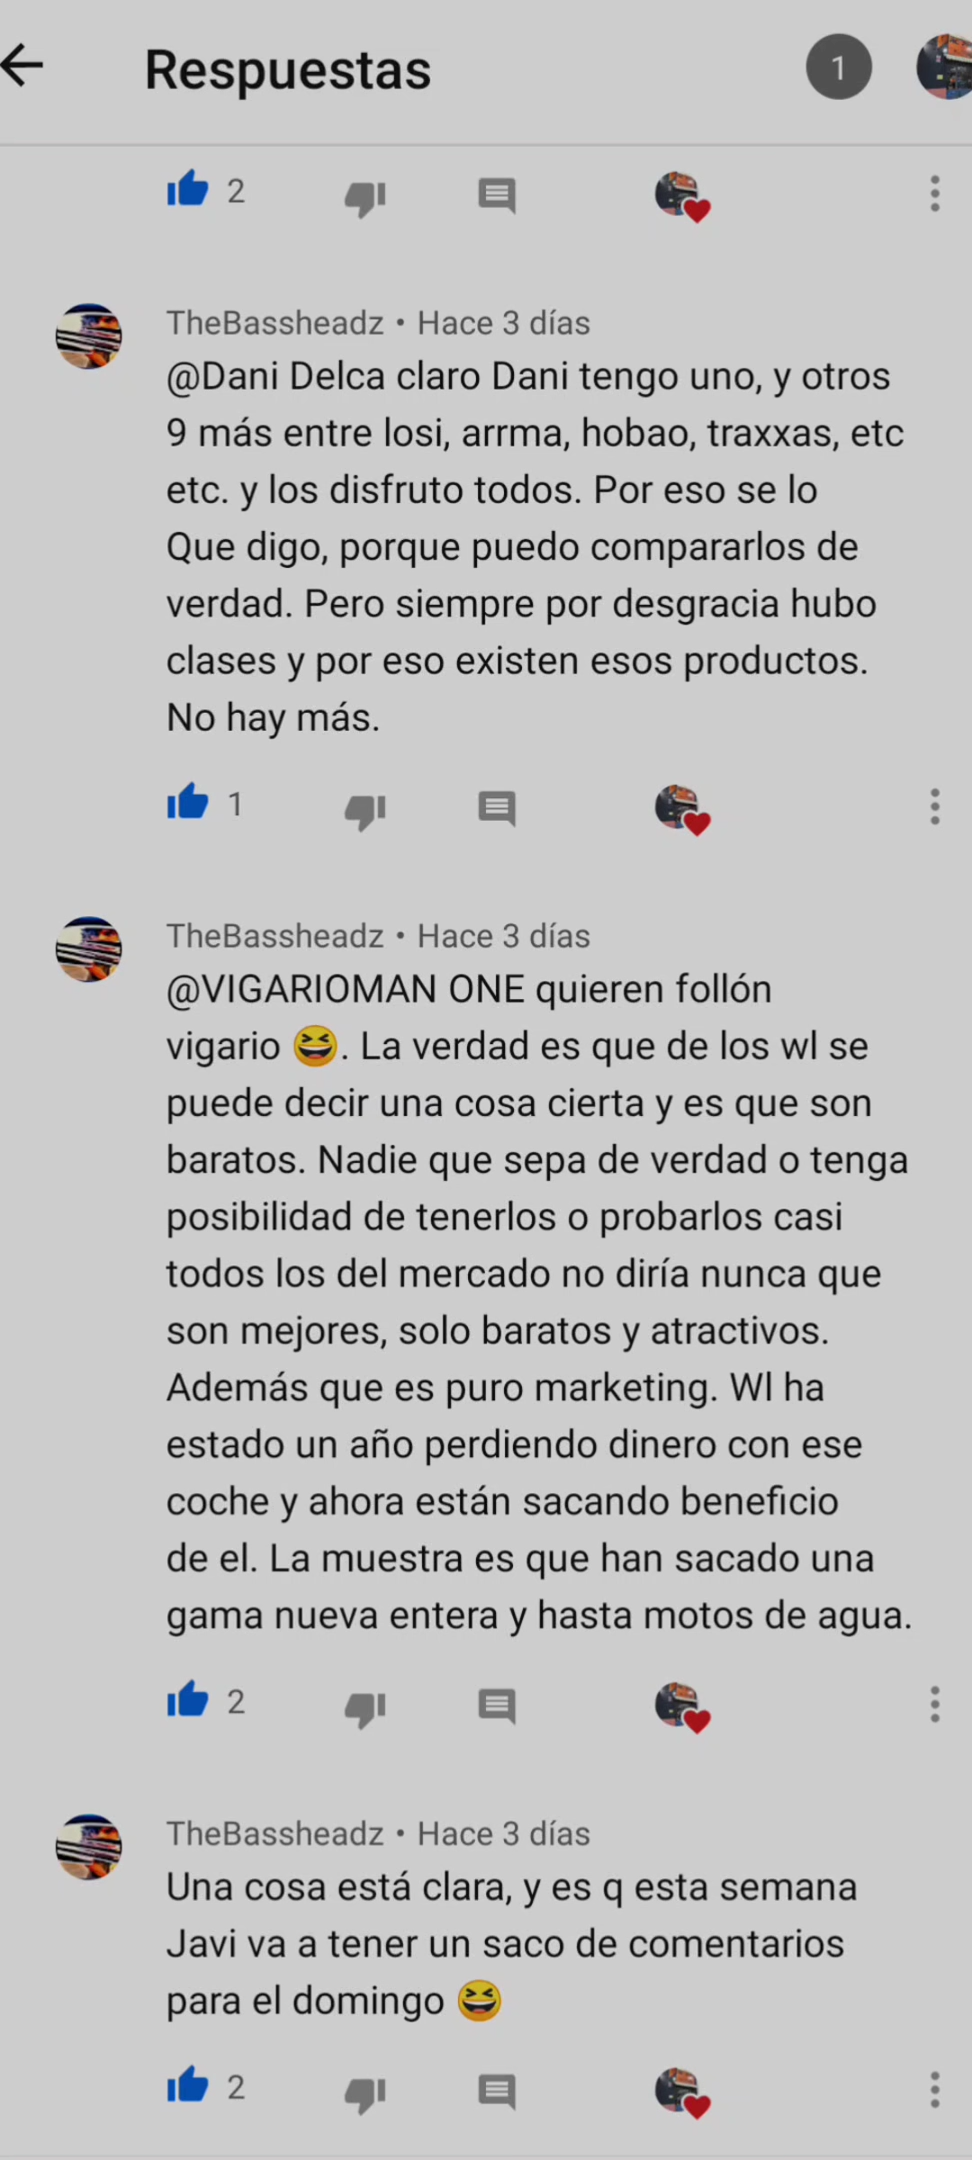 Respuestas
1
2
TheBassheadz • Hace 3 días
@Dani Delca claro Dani tengo uno, y otros
9 más entre losi, arrma, hobao, traxxas, etc
etc. y los disfruto todos. Por eso se lo
Que digo, porque puedo compararlos de
verdad. Pero siempre por desgracia hubo
clases y por eso existen esos productos.
No hay más.
1
TheBassheadz • Hace 3 días
@VIGARIOMAN ONE quieren follón
vigario 😆. La verdad es que de los wl se
puede decir una cosa cierta y es que son
baratos. Nadie que sepa de verdad o tenga
posibilidad de tenerlos o probarlos casi
todos los del mercado no diría nunca que
son mejores, solo baratos y atractivos.
Además que es puro marketing. Wl ha
estado un año perdiendo dinero con ese
coche y ahora están sacando beneficio
de el. La muestra es que han sacado una
gama nueva entera y hasta motos de agua.
2
TheBassheadz • Hace 3 días
Una cosa está clara, y es q esta semana
Javi va a tener un saco de comentarios
para el domingo 😆
2